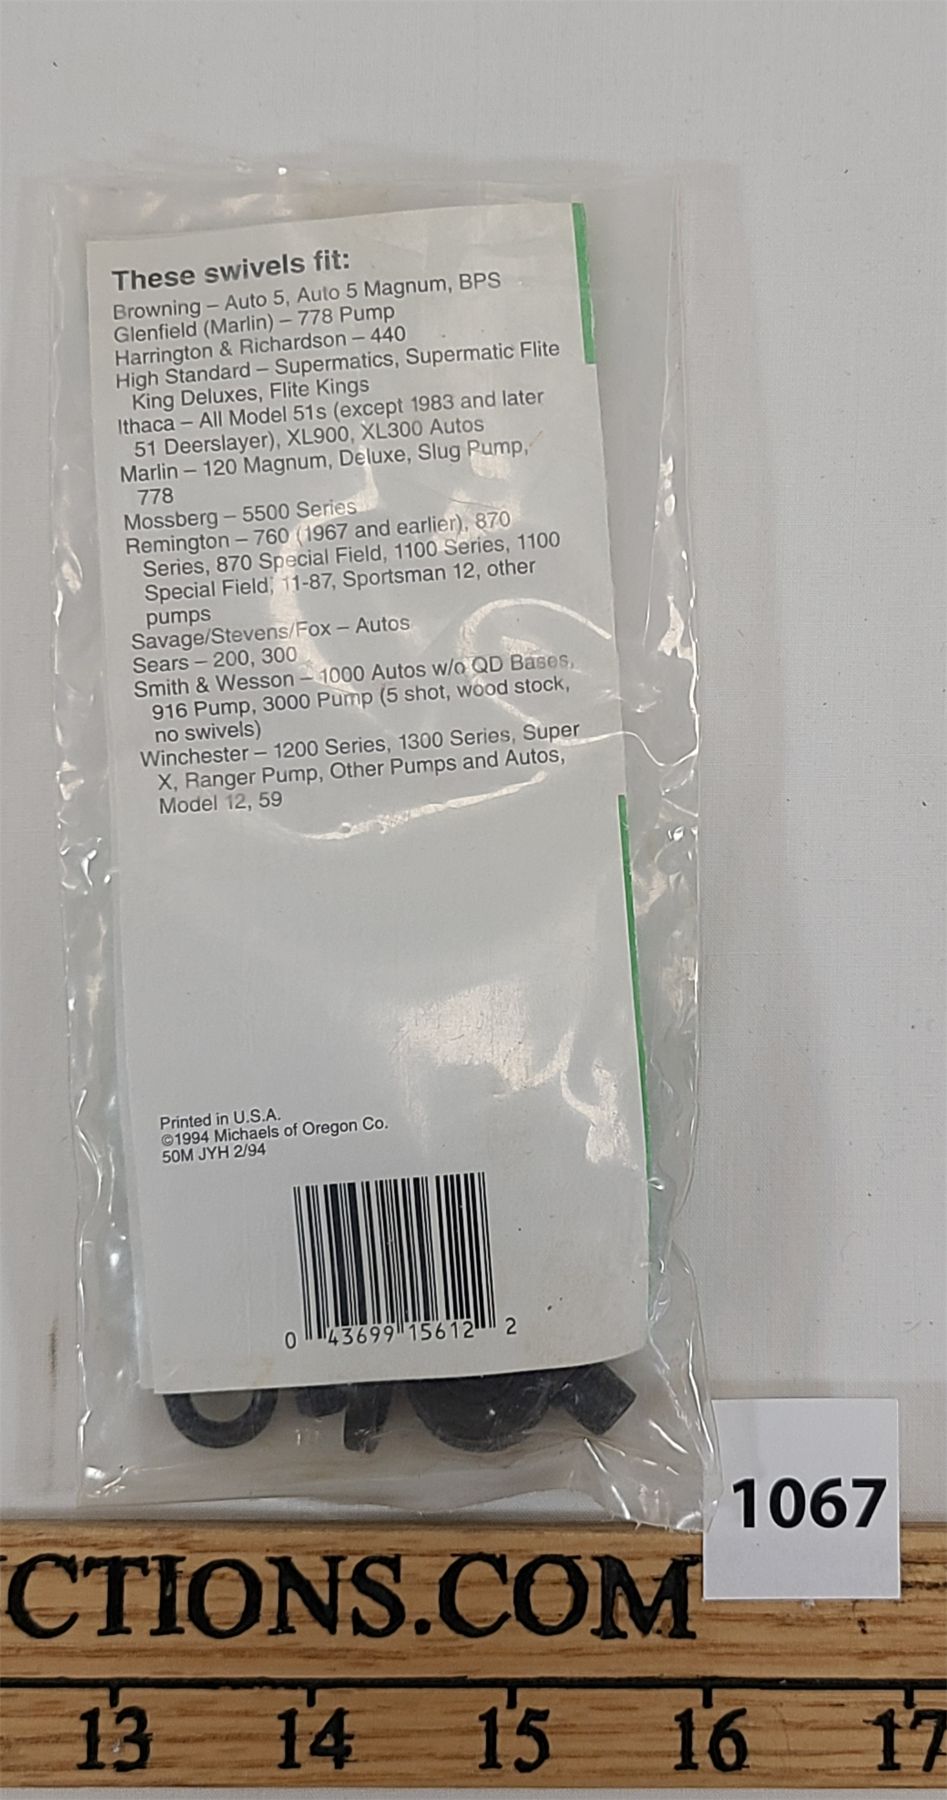 These swivels fit:
Browning – Auto 5, Auto 5 Magnum, BPS
Glenfield (Marlin) – 778 Pump
Harrington & Richardson – 440
High Standard – Supermatics, Supermatic Flite
King Deluxes, Flite Kings
Ithaca – All Model 51s (except 1983 and later
51 Deerslayer), XL900, XL300 Autos
Marlin – 120 Magnum, Deluxe, Slug Pump,
778
Mossberg – 5500 Series
Remington – 760 (1967 and earlier), 870
Series, 870 Special Field, 1100 Series, 1100
Special Field, 11-87, Sportsman 12, other
pumps
Savage/Stevens/Fox – Autos
Sears – 200, 300
Smith & Wesson – 1000 Autos w/o QD Bases,
916 Pump, 3000 Pump (5 shot, wood stock,
no swivels)
Winchester – 1200 Series, 1300 Series, Super
X, Ranger Pump, Other Pumps and Autos,
Model 12, 59
Printed in U.S.A.
©1994 Michaels of Oregon Co.
50M JYH 2/94
0 43699 15612 2
1067
CTIONS.COM
13 14 15 16 17